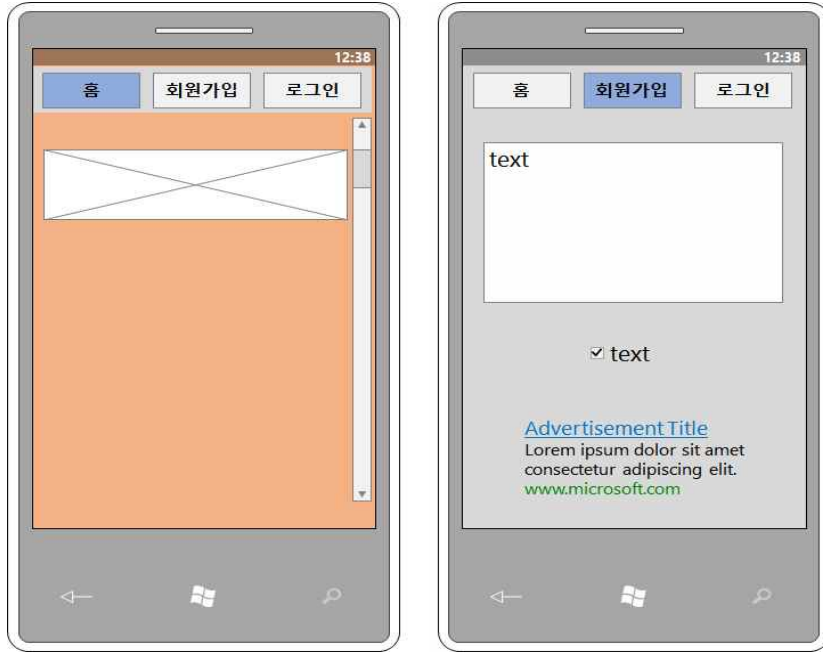 12:38
홈 회원가입 로그인
12:38
홈 회원가입 로그인
text
text
Advertisement Title
Lorem ipsum dolor sit amet
consectetur adipiscing elit.
www.microsoft.com